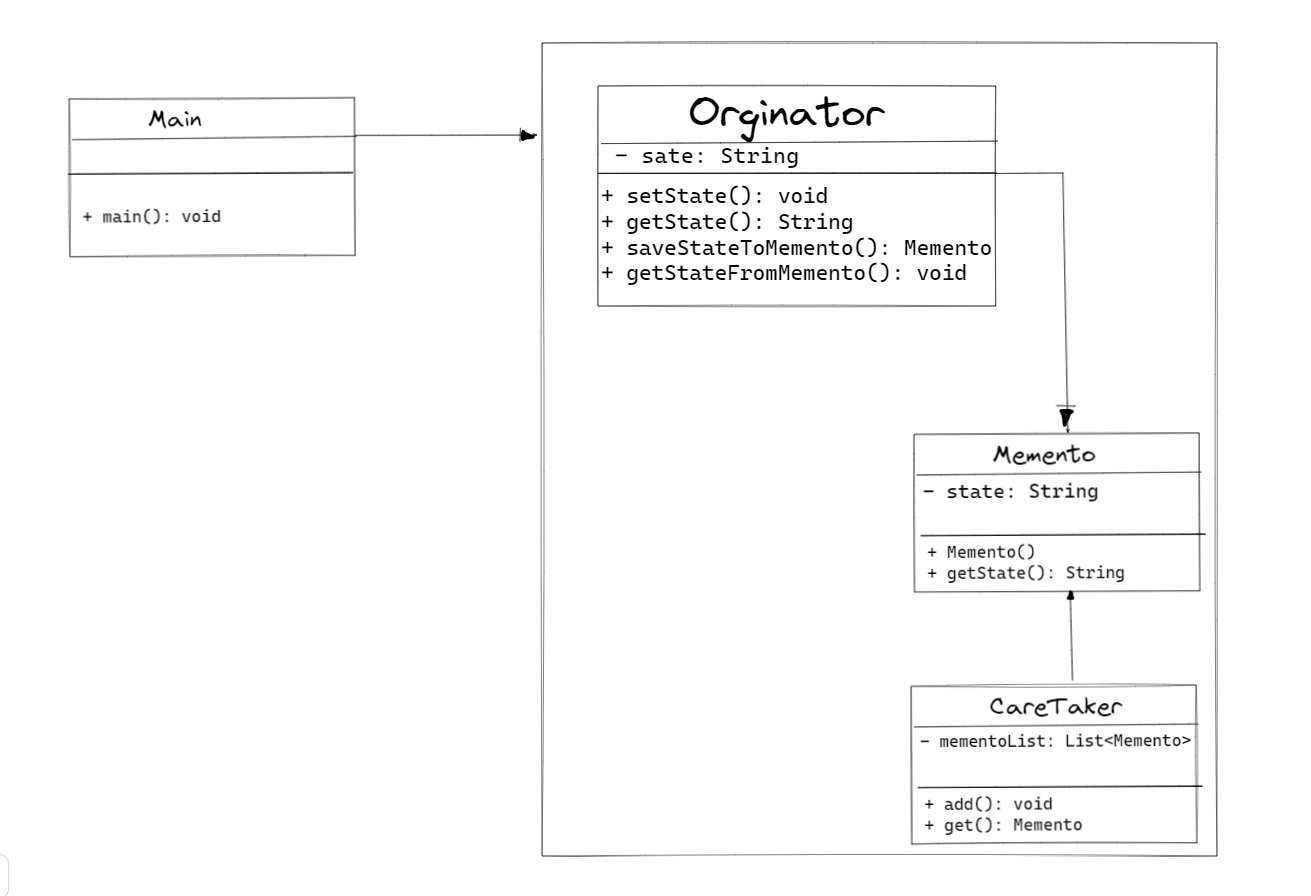 Main
+ main(): void
Orginator
- sate: String
+ setState(): void
+ getState(): String
+ saveStateToMemento(): Memento
+ getStateFromMemento(): void
Memento
- state: String
+ Memento()
+ getState(): String
CareTaker
- mementoList: List<Memento>
+ add(): void
+ get(): Memento